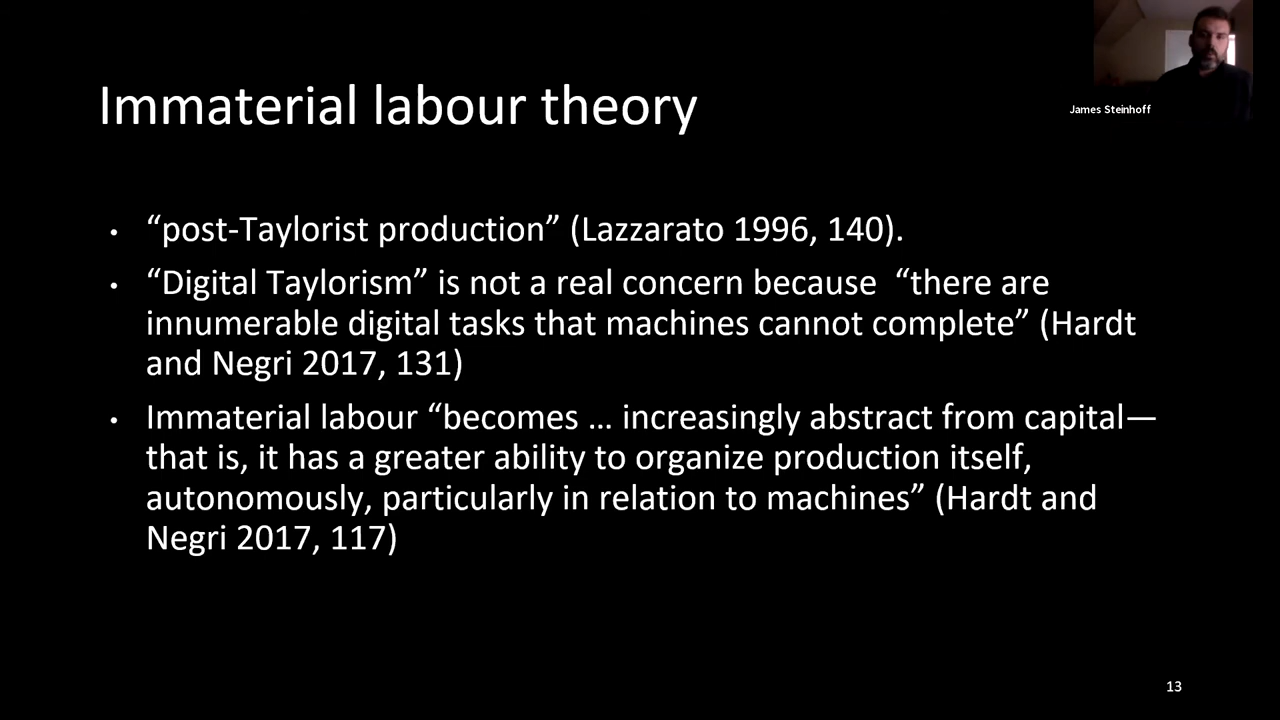 James Steinhoff
Immaterial labour theory
• “post-Taylorist production” (Lazzarato 1996, 140).
• “Digital Taylorism” is not a real concern because “there are
innumerable digital tasks that machines cannot complete” (Hardt
and Negri 2017, 131)
• Immaterial labour “becomes … increasingly abstract from capital—
that is, it has a greater ability to organize production itself,
autonomously, particularly in relation to machines” (Hardt and
Negri 2017, 117)
13